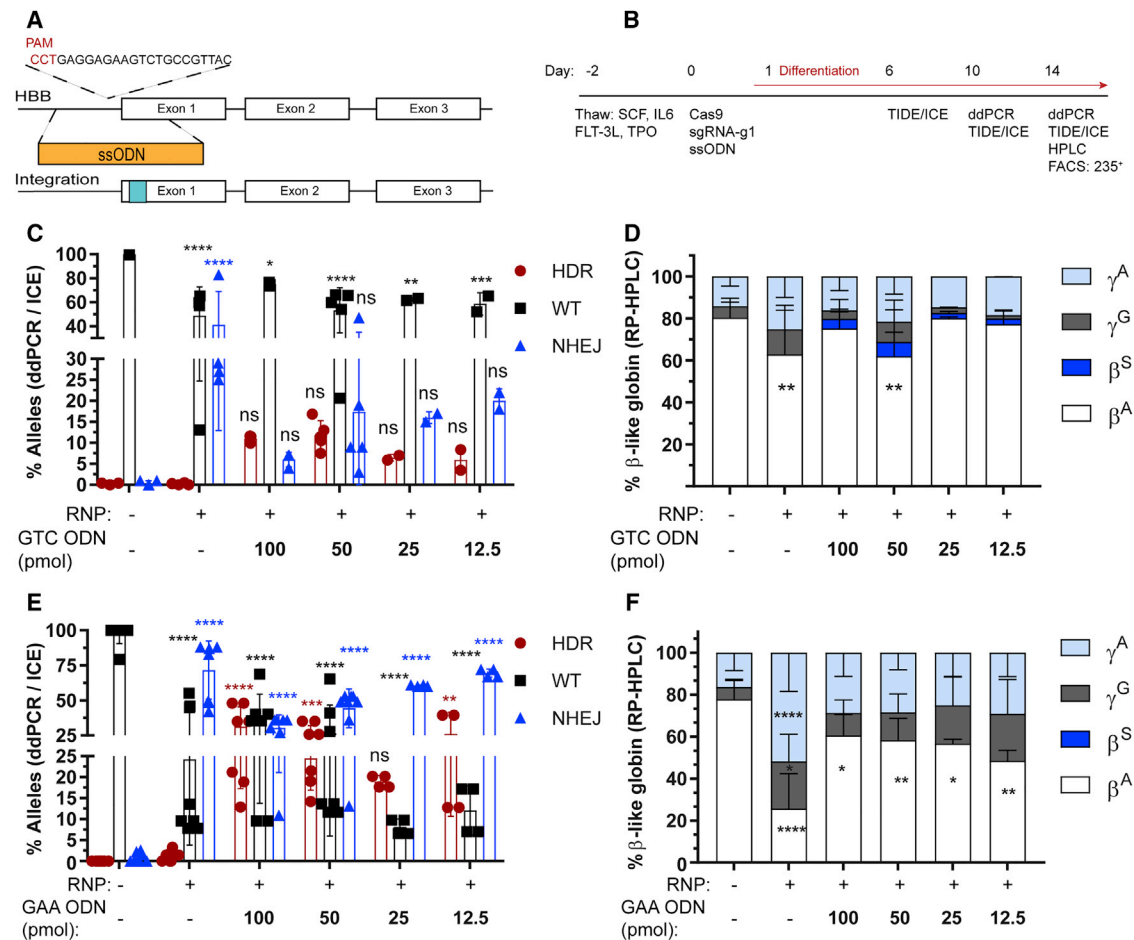 A
PAM
CCTGAGGAGAAGTCTGCCGTTAC
HBB
Exon 1 Exon 2 Exon 3
ssODN
Integration
Exon 1 Exon 2 Exon 3
B
Day: -2 0 1 Differentiation 6 10 14
Thaw: SCF, IL6 Cas9 TIDE/ICE ddPCR ddPCR
FLT-3L, TPO sgRNA-g1 TIDE/ICE TIDE/ICE
ssODN HPLC
FACS: 235⁺
C
% Alleles (ddPCR / ICE)
100
80
60
40
30
25
20
15
10
5
0
**** **** * **** ns ** ***
ns ns ns ns ns ns ns
HDR
WT
NHEJ
RNP: - + + + + +
GTC ODN
(pmol) - - 100 50 25 12.5
D
% β-like globin (RP-HPLC)
100
80
60
40
20
** **
γᴬ
γᴳ
βˢ
βᴬ
RNP: - + + + + +
GTC ODN
(pmol) - - 100 50 25 12.5
E
% Alleles (ddPCR / ICE)
100
75
50
25
25
20
15
10
5
0
**** **** **** **** **** *** **** **** ns **** **** ** **** ****
HDR
WT
NHEJ
RNP: - + + + + +
GAA ODN
(pmol): - - 100 50 25 12.5
F
% β-like globin (RP-HPLC)
100
80
60
40
20
0
****
*
****
* ** * **
γᴬ
γᴳ
βˢ
βᴬ
RNP: - + + + + +
GAA ODN
(pmol): - - 100 50 25 12.5